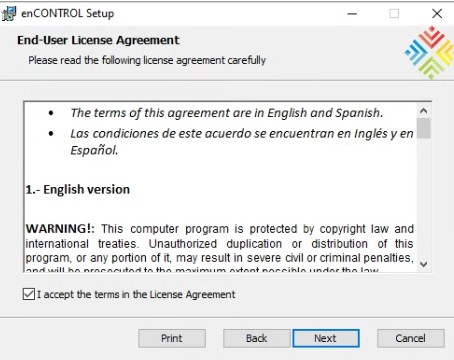 enCONTROL Setup
End-User License Agreement
Please read the following license agreement carefully
• The terms of this agreement are in English and Spanish.
• Las condiciones de este acuerdo se encuentran en Inglés y en
Español.
1.- English version
WARNING!: This computer program is protected by copyright law and
international treaties. Unauthorized duplication or distribution of this
program, or any portion of it, may result in severe civil or criminal penalties,
and will be prosecuted to the maximum extent possible under the law.
I accept the terms in the License Agreement
Print Back Next Cancel